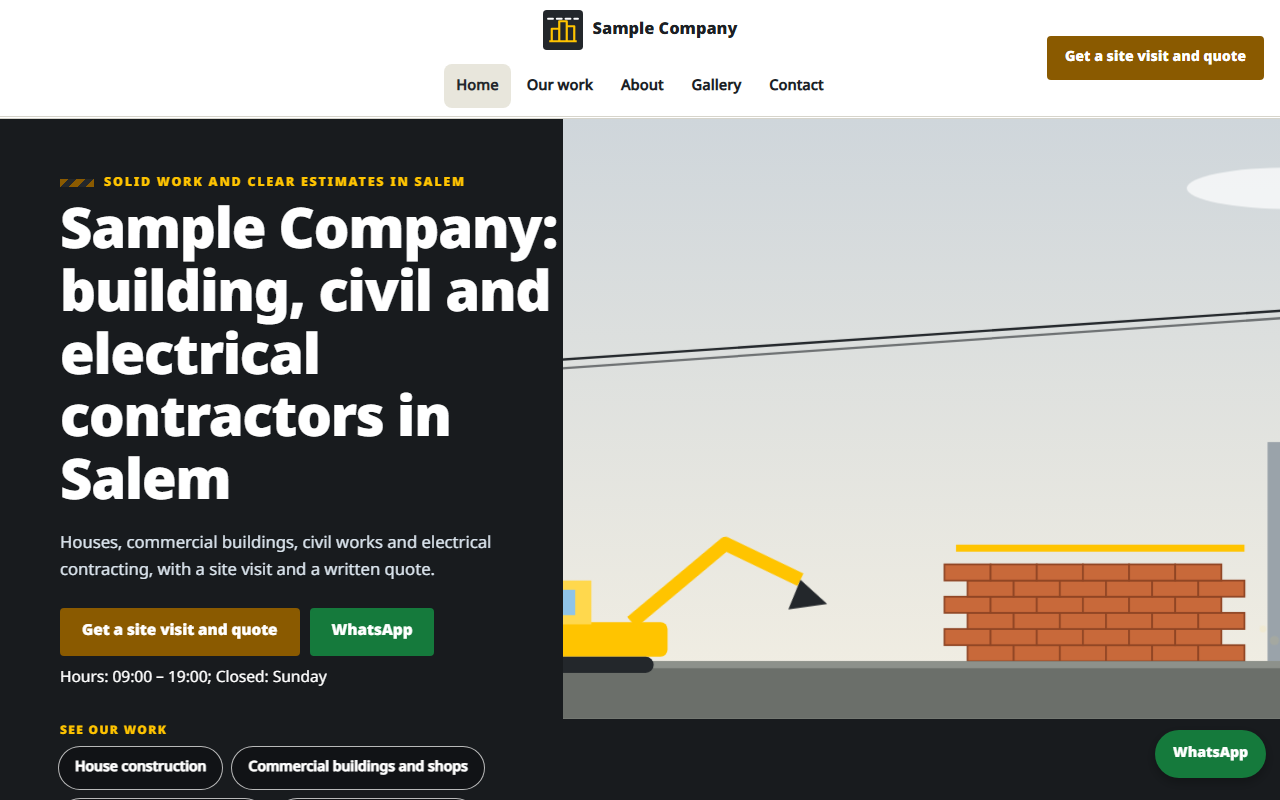 Sample Company
Get a site visit and quote
Home
Our work
About
Gallery
Contact
SOLID WORK AND CLEAR ESTIMATES IN SALEM
Sample Company:
building, civil and
electrical
contractors in
Salem
Houses, commercial buildings, civil works and electrical
contracting, with a site visit and a written quote.
Get a site visit and quote
WhatsApp
Hours: 09:00 – 19:00; Closed: Sunday
SEE OUR WORK
WhatsApp
House construction
Commercial buildings and shops